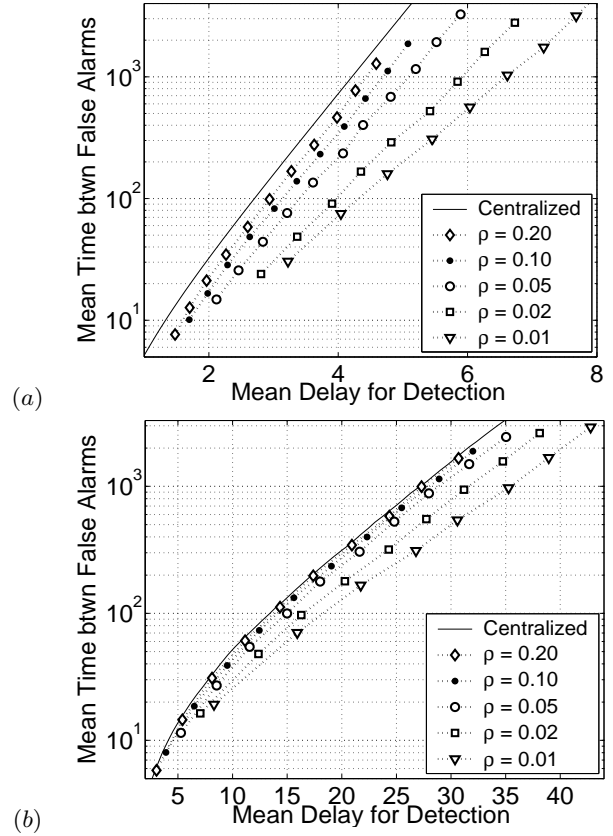 10^3
10^2
10^1
Mean Time btwn False Alarms
Centralized
ρ = 0.20
ρ = 0.10
ρ = 0.05
ρ = 0.02
ρ = 0.01
2 4 6 8
Mean Delay for Detection
(a)
10^3
10^2
10^1
Mean Time btwn False Alarms
Centralized
ρ = 0.20
ρ = 0.10
ρ = 0.05
ρ = 0.02
ρ = 0.01
5 10 15 20 25 30 35 40
Mean Delay for Detection
(b)